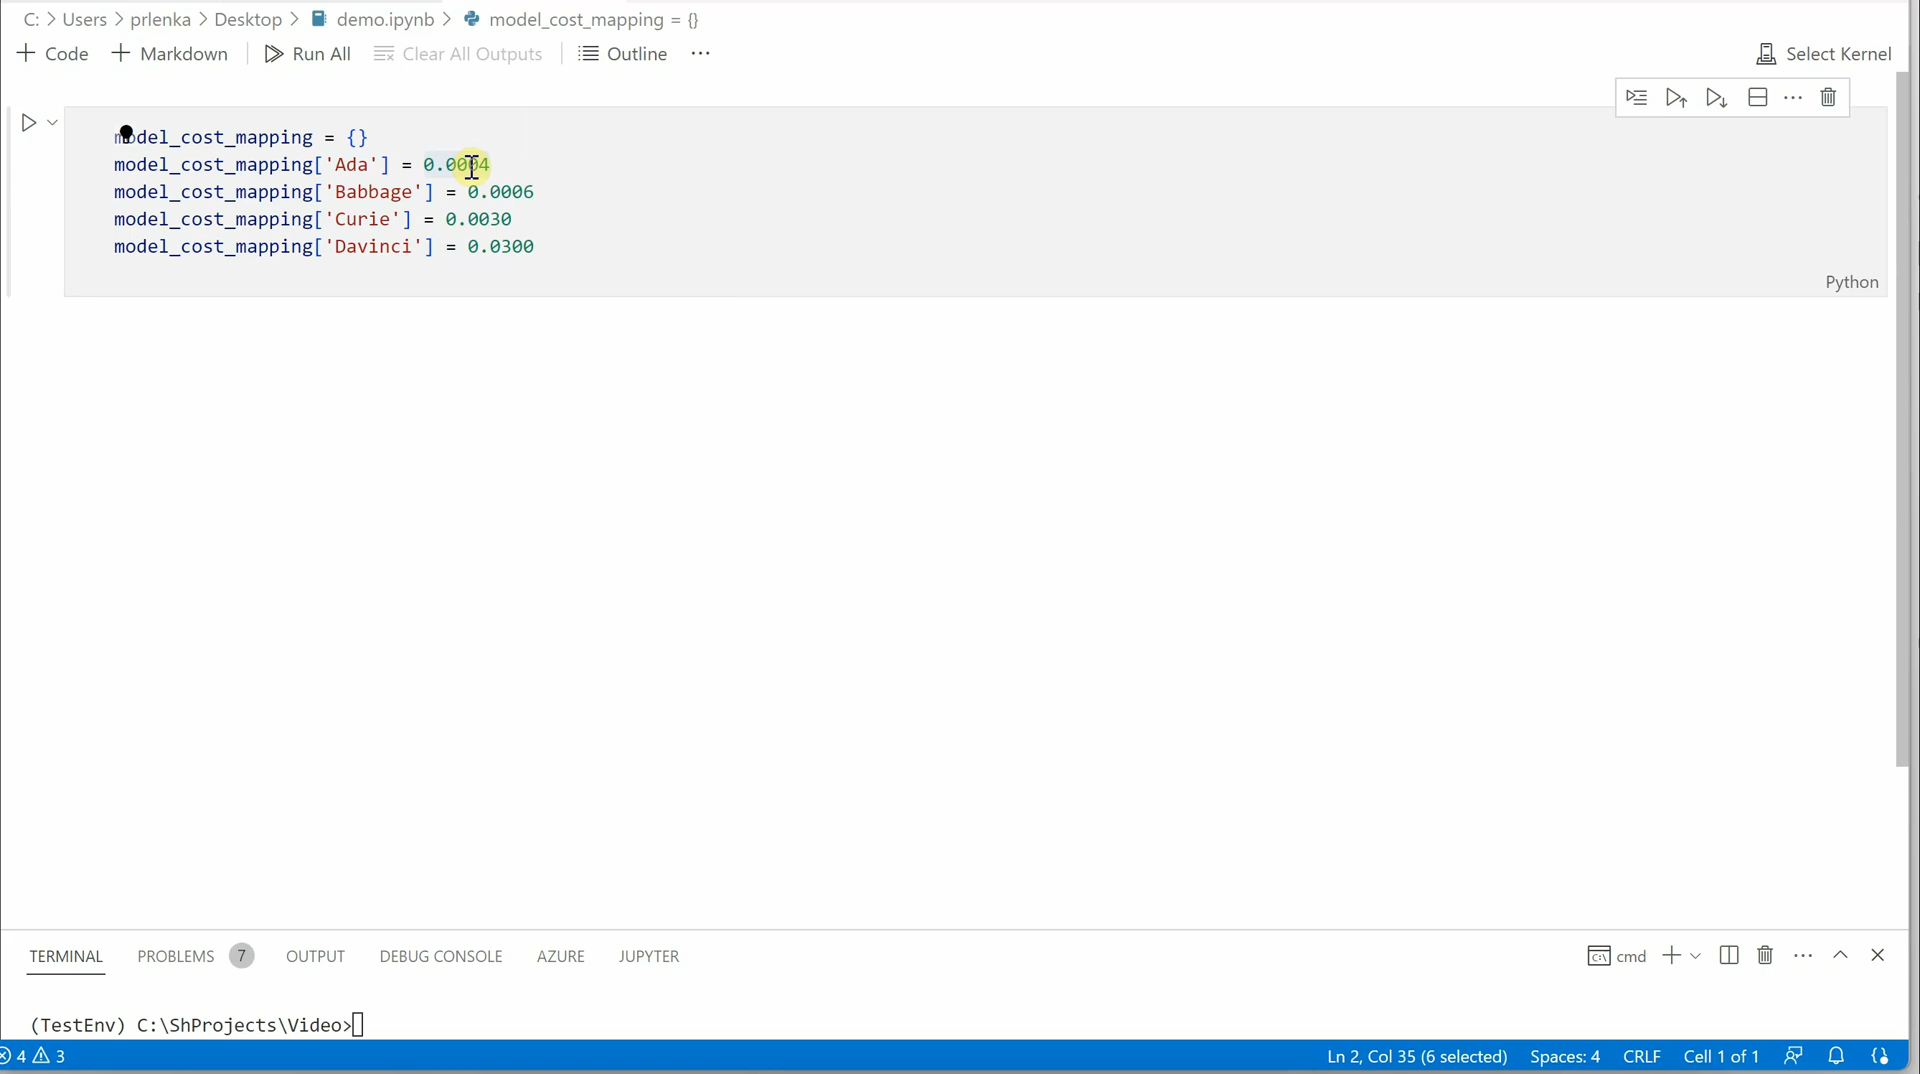 C: > Users > prlenka > Desktop > demo.ipynb > model_cost_mapping = {}
+ Code + Markdown Run All Clear All Outputs Outline ··· Select Kernel
model_cost_mapping = {}
model_cost_mapping['Ada'] = 0.0004
model_cost_mapping['Babbage'] = 0.0006
model_cost_mapping['Curie'] = 0.0030
model_cost_mapping['Davinci'] = 0.0300
Python
TERMINAL PROBLEMS 7 OUTPUT DEBUG CONSOLE AZURE JUPYTER cmd
(TestEnv) C:\ShProjects\Video>
4 3 Ln 2, Col 35 (6 selected) Spaces: 4 CRLF Cell 1 of 1